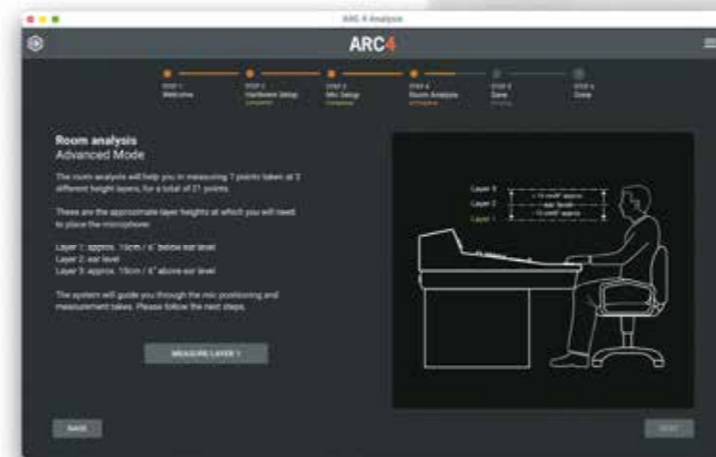 ARC 4 Analysis
ARC4
STEP 1 STEP 2 STEP 3 STEP 4 STEP 5 STEP 6
Welcome Hardware Setup Mic Setup Room Analysis Save Done
Completed Completed
Room analysis
Advanced Mode
The room analysis will help you in measuring 7 points taken at 3
different height layers, for a total of 21 points.
These are the approximate layer heights at which you will need
to place the microphone:
Layer 1: approx. 15cm / 6" below ear level
Layer 2: ear level
Layer 3: approx. 15cm / 6" above ear level
The system will guide you through the mic positioning and
measurement takes. Please follow the next steps.
MEASURE LAYER 1
Layer 3
Layer 2 ear level
Layer 1
BACK NEXT